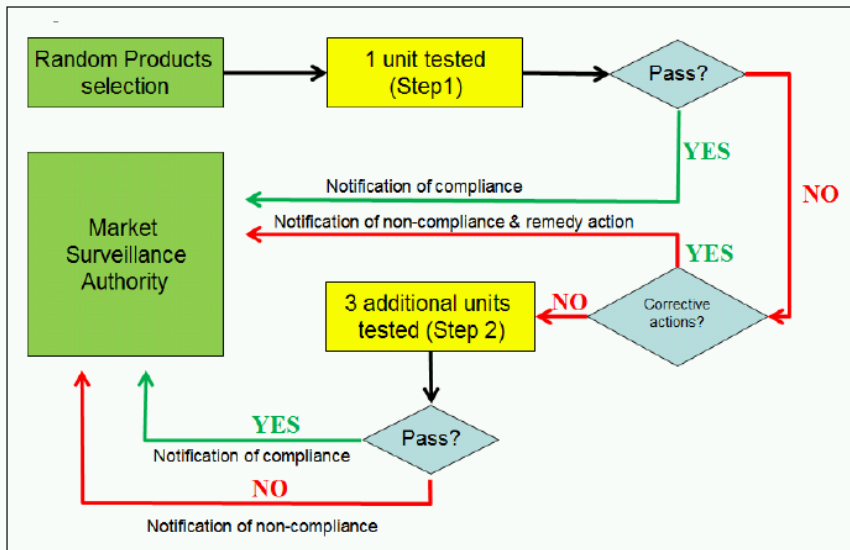 Random Products
selection
1 unit tested
(Step1)
Pass?
YES
NO
Notification of compliance
Notification of non-compliance & remedy action
YES
Market
Surveillance
Authority
Corrective
actions?
NO
3 additional units
tested (Step 2)
Pass?
YES
Notification of compliance
NO
Notification of non-compliance